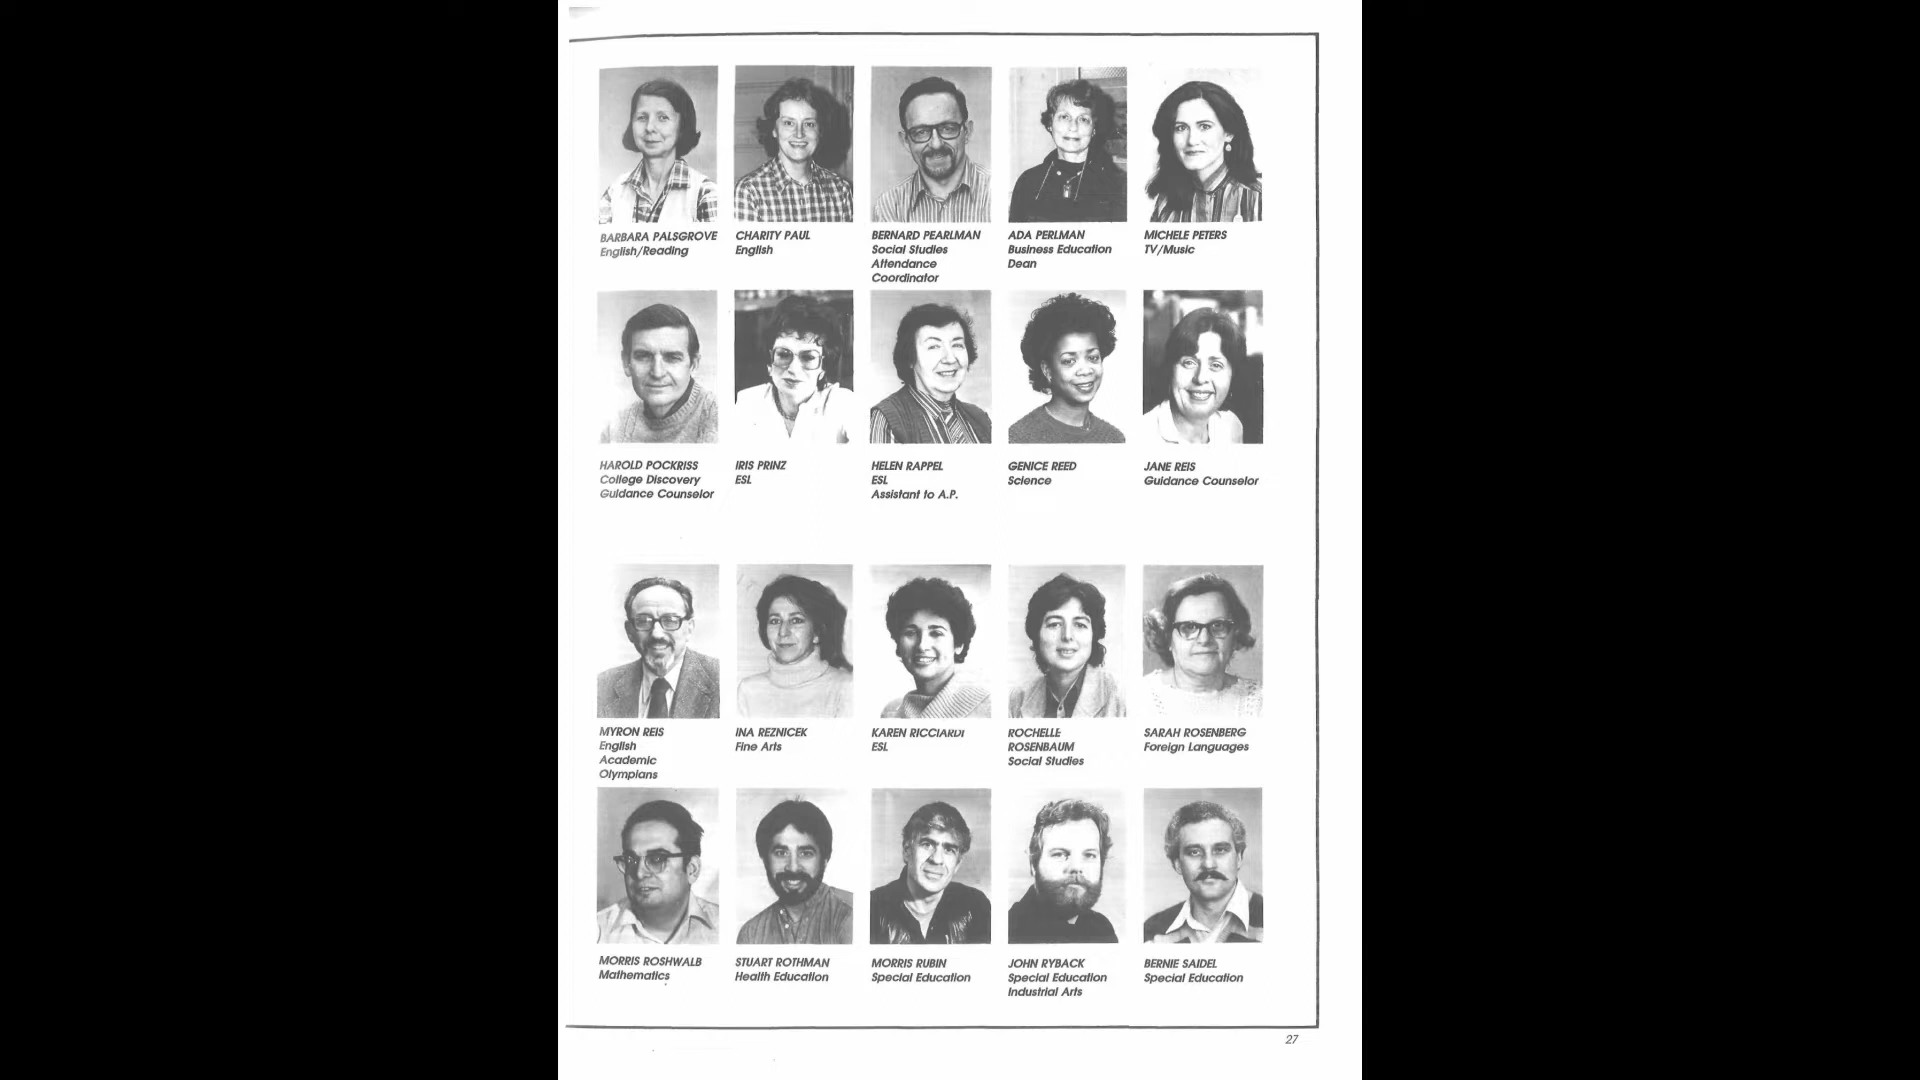 BARBARA PALSGROVE
English/Reading
CHARITY PAUL
English
BERNARD PEARLMAN
Social Studies
Attendance
Coordinator
ADA PERLMAN
Business Education
Dean
MICHELE PETERS
TV/Music
HAROLD POCKRISS
College Discovery
Guidance Counselor
IRIS PRINZ
ESL
HELEN RAPPEL
ESL
Assistant to A.P.
GENICE REED
Science
JANE REIS
Guidance Counselor
MYRON REIS
English
Academic
Olympians
INA REZNICEK
Fine Arts
KAREN RICCIARDI
ESL
ROCHELLE
ROSENBAUM
Social Studies
SARAH ROSENBERG
Foreign Languages
MORRIS ROSHWALB
Mathematics
STUART ROTHMAN
Health Education
MORRIS RUBIN
Special Education
JOHN RYBACK
Special Education
Industrial Arts
BERNIE SAIDEL
Special Education
27